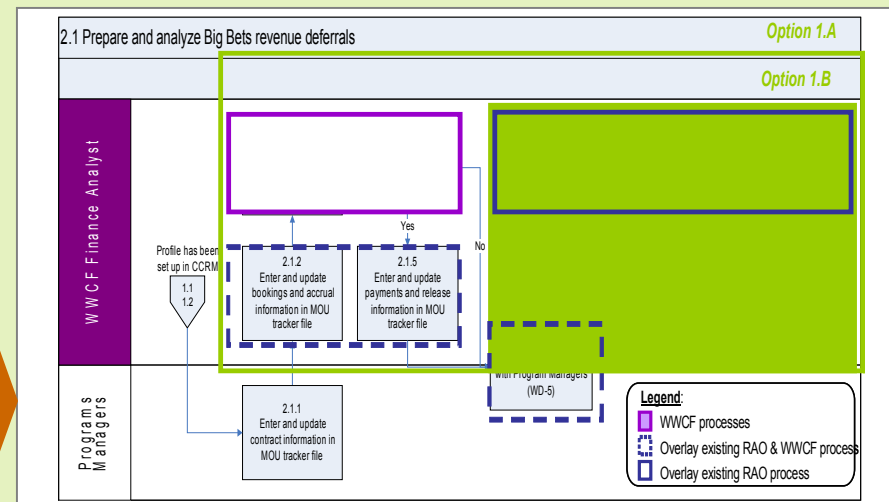 2.1 Prepare and analyze Big Bets revenue deferrals
Option 1.A
Option 1.B
WWCF Finance Analyst
Profile has been
set up in CCRM
1.1
1.2
Yes
No
2.1.2
Enter and update
bookings and accrual
information in MOU
tracker file
2.1.5
Enter and update
payments and release
information in MOU
tracker file
with Program Managers
(WD-5)
Programs
Managers
2.1.1
Enter and update
contract information in
MOU tracker file
Legend:
WWCF processes
Overlay existing RAO & WWCF process
Overlay existing RAO process